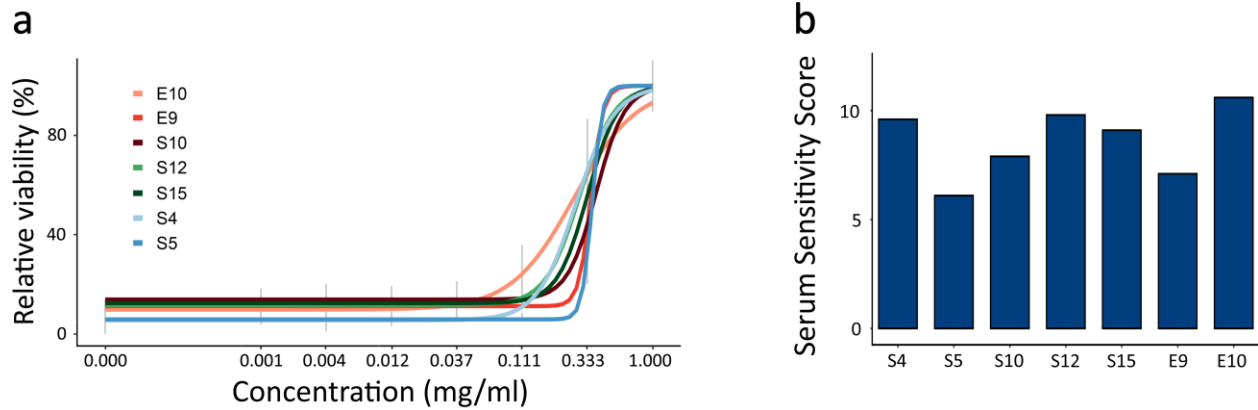 a
Relative viability (%)
80
40
0
E10
E9
S10
S12
S15
S4
S5
0.000 0.001 0.004 0.012 0.037 0.111 0.333 1.000
Concentration (mg/ml)
b
Serum Sensitivity Score
10
5
0
S4 S5 S10 S12 S15 E9 E10